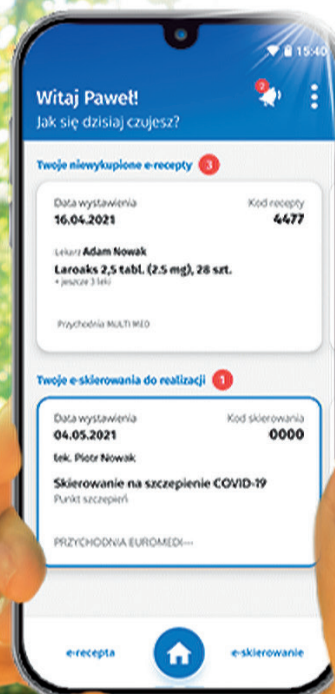 15:40
Witaj Paweł!
2
Jak się dzisiaj czujesz?
Twoje niewykupione e-recepty 3
Data wystawienia Kod recepty
16.04.2021 4477
Lekarz Adam Nowak
Laroaks 2,5 tabl. (2.5 mg), 28 szt.
+ jeszcze 3 leki
Przychodnia MULTI MED
Twoje e-skierowania do realizacji 1
Data wystawienia Kod skierowania
04.05.2021 0000
lek. Piotr Nowak
Skierowanie na szczepienie COVID-19
Punkt szczepień
PRZYCHODNIA EUROMEDI---
e-recepta e-skierowanie